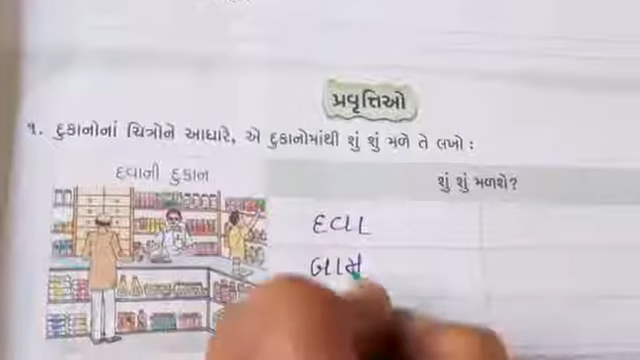 પ્રવૃત્તિઓ
૧. દુકાનોનાં ચિત્રોને આધારે, એ દુકાનોમાંથી શું શું મળે તે લખો :
દવાની દુકાન
શું શું મળશે?
દવા
બામ